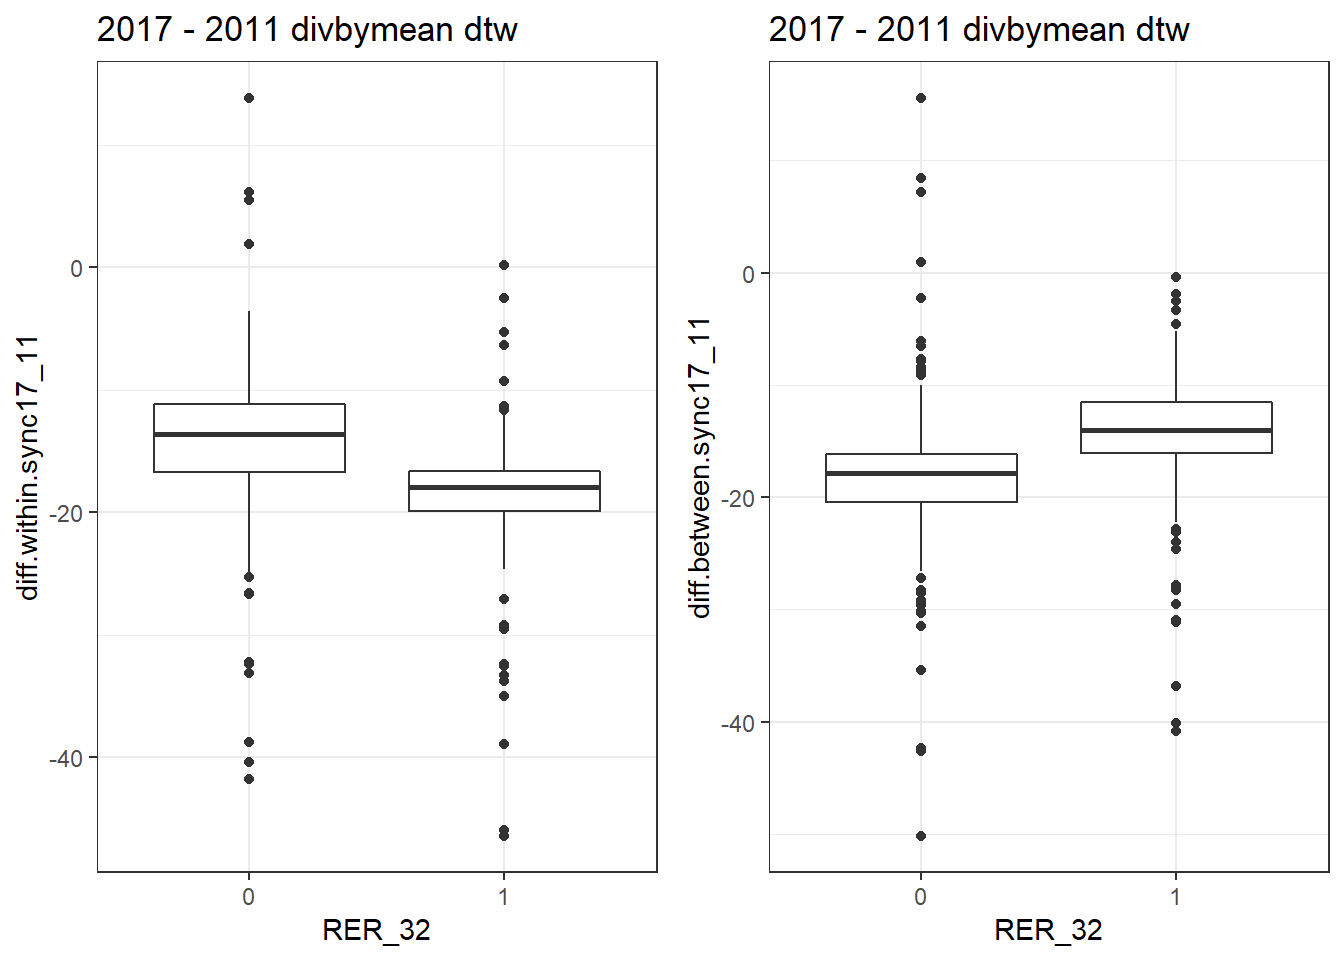 2017 - 2011 divbymean dtw
diff.within.sync17_11
0
-20
-40
0
1
RER_32
2017 - 2011 divbymean dtw
diff.between.sync17_11
0
-20
-40
0
1
RER_32